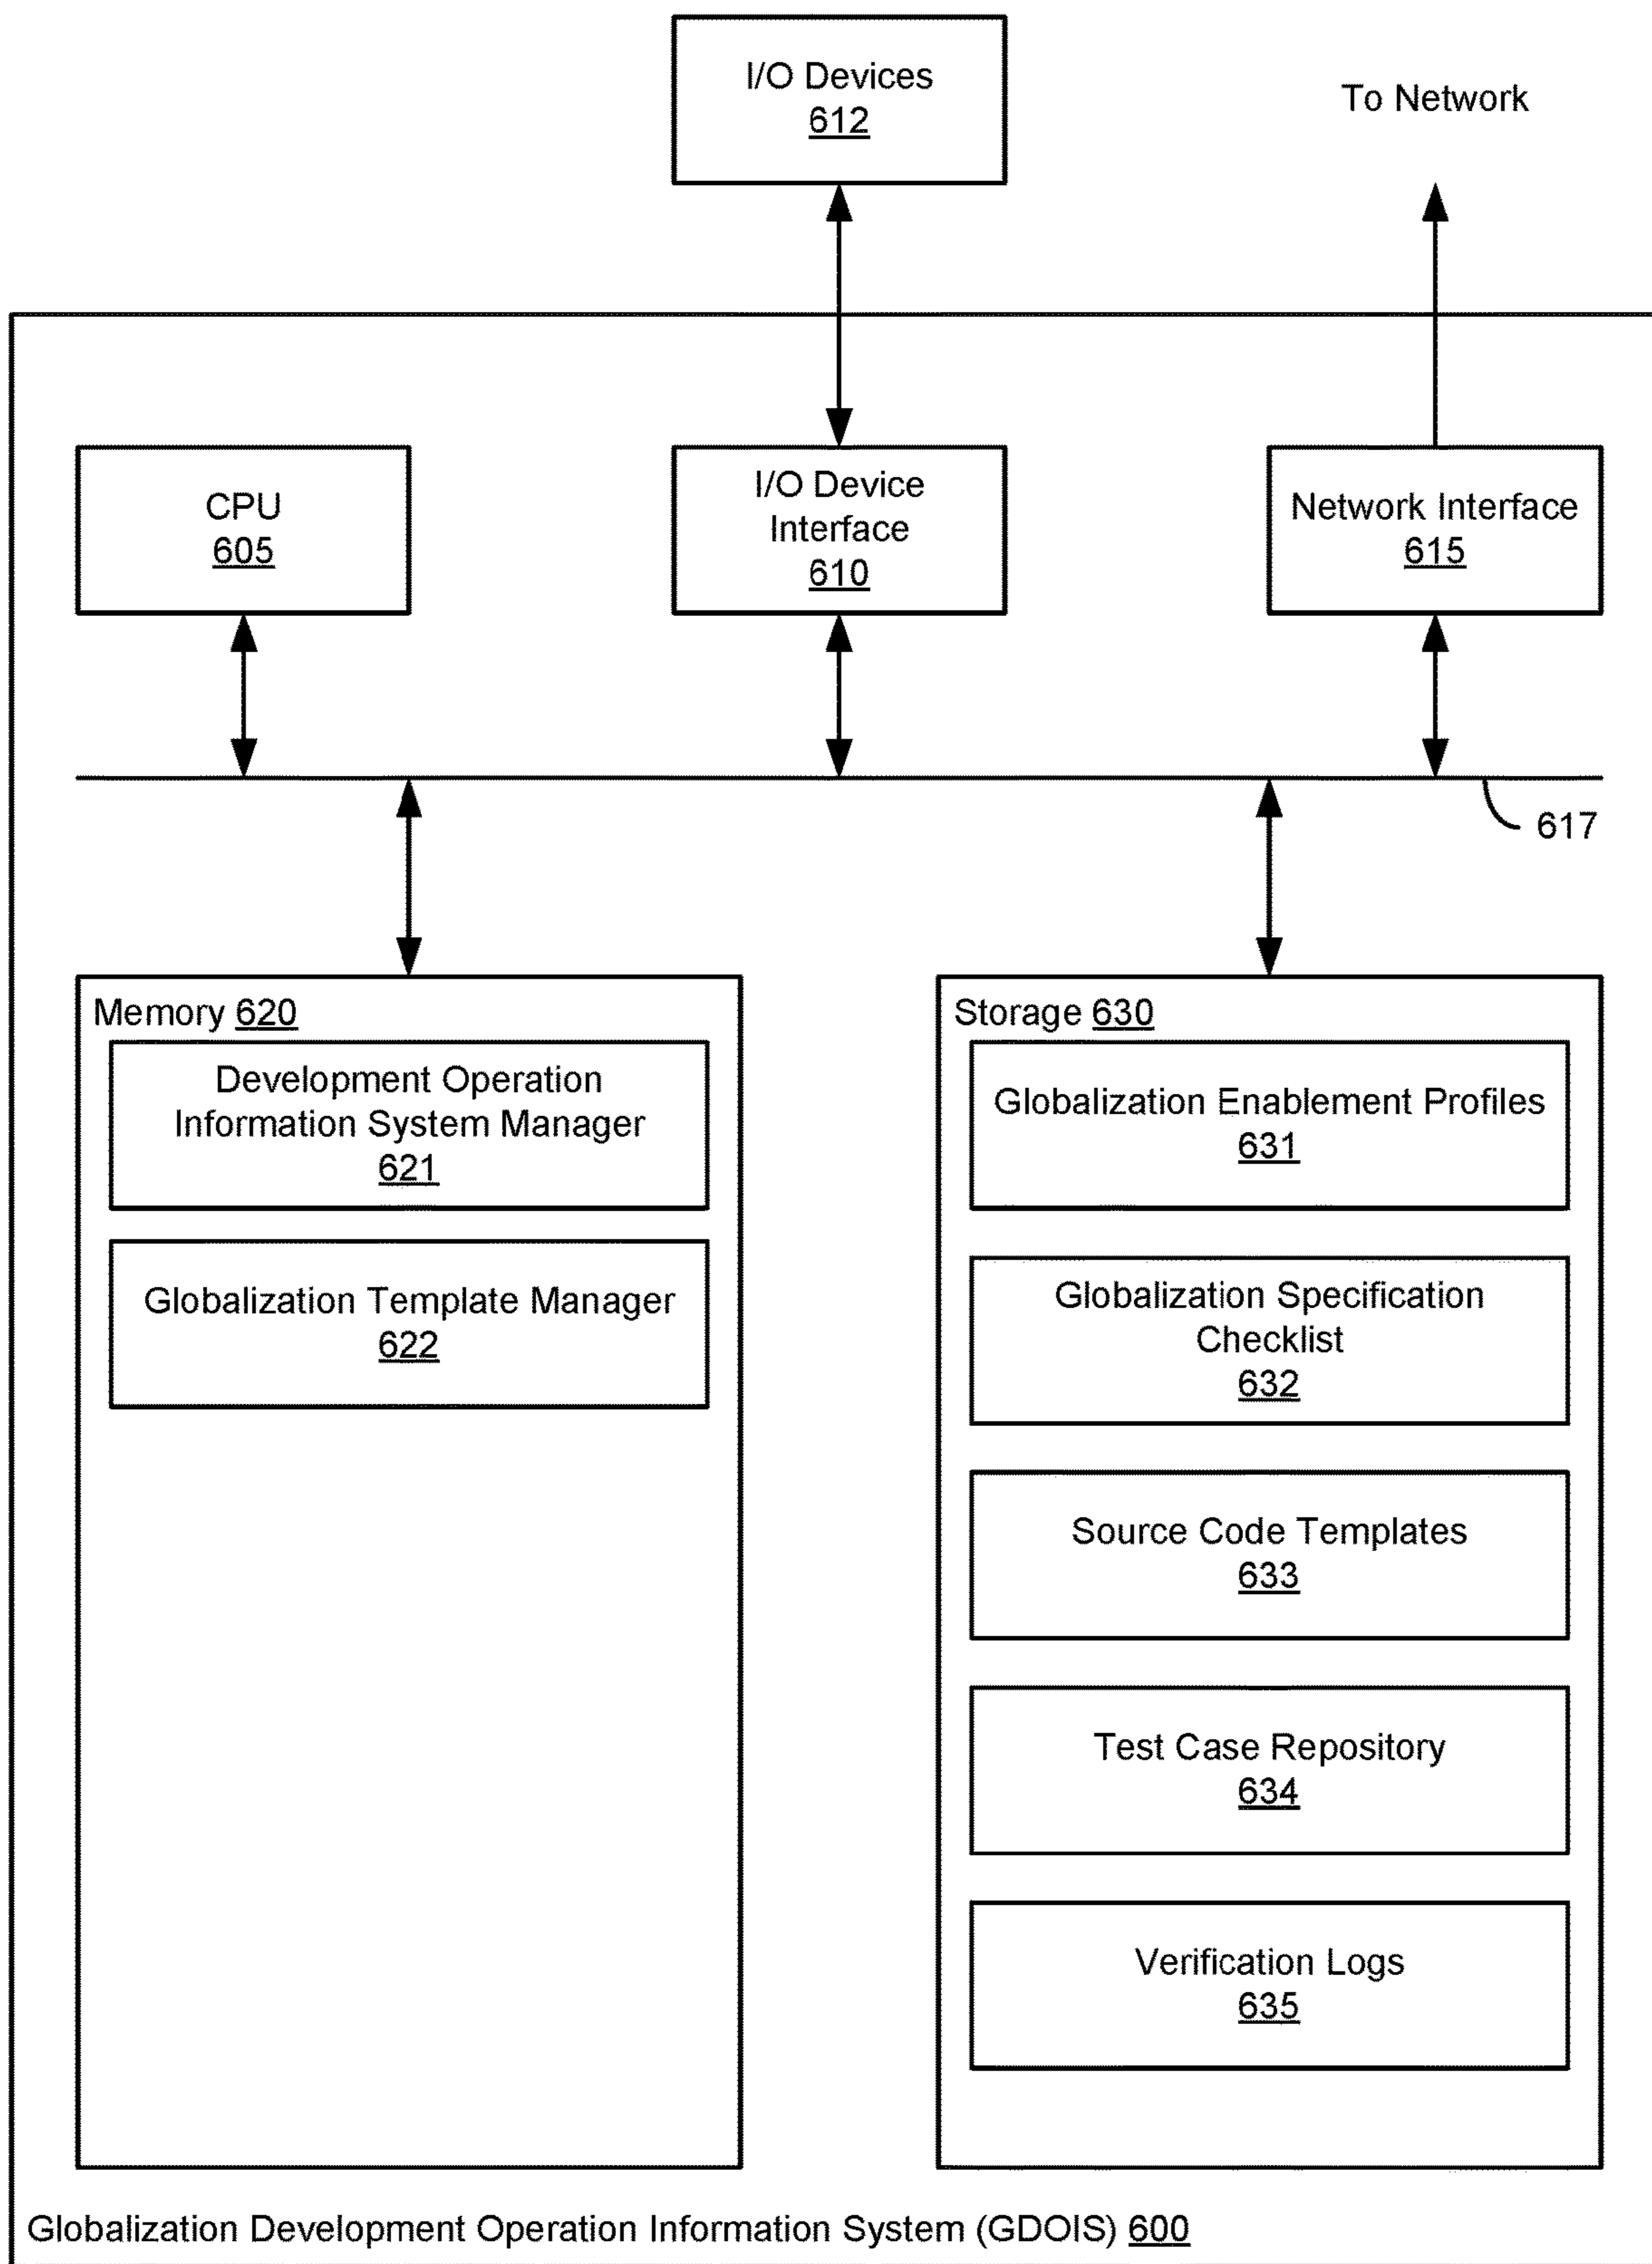 I/O Devices
612
To Network
CPU
605
I/O Device
Interface
610
Network Interface
615
617
Memory 620
Development Operation
Information System Manager
621
Globalization Template Manager
622
Storage 630
Globalization Enablement Profiles
631
Globalization Specification
Checklist
632
Source Code Templates
633
Test Case Repository
634
Verification Logs
635
Globalization Development Operation Information System (GDOIS) 600